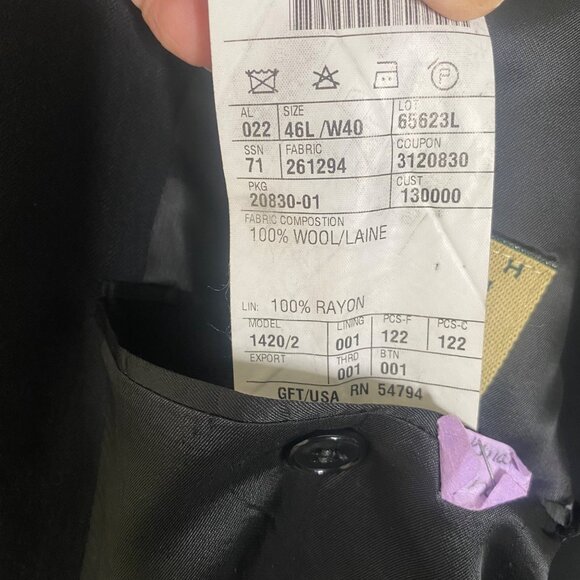 AL SIZE LOT
022 46L /W40 65623L
SSN FABRIC COUPON
71 261294 3120830
PKG CUST
20830-01 130000
FABRIC COMPOSTION
100% WOOL/LAINE
LIN: 100% RAYON
MODEL LINING PCS-F PCS-C
1420/2 001 122 122
EXPORT THRD BTN
001 001
GFT/USA RN 54794
H